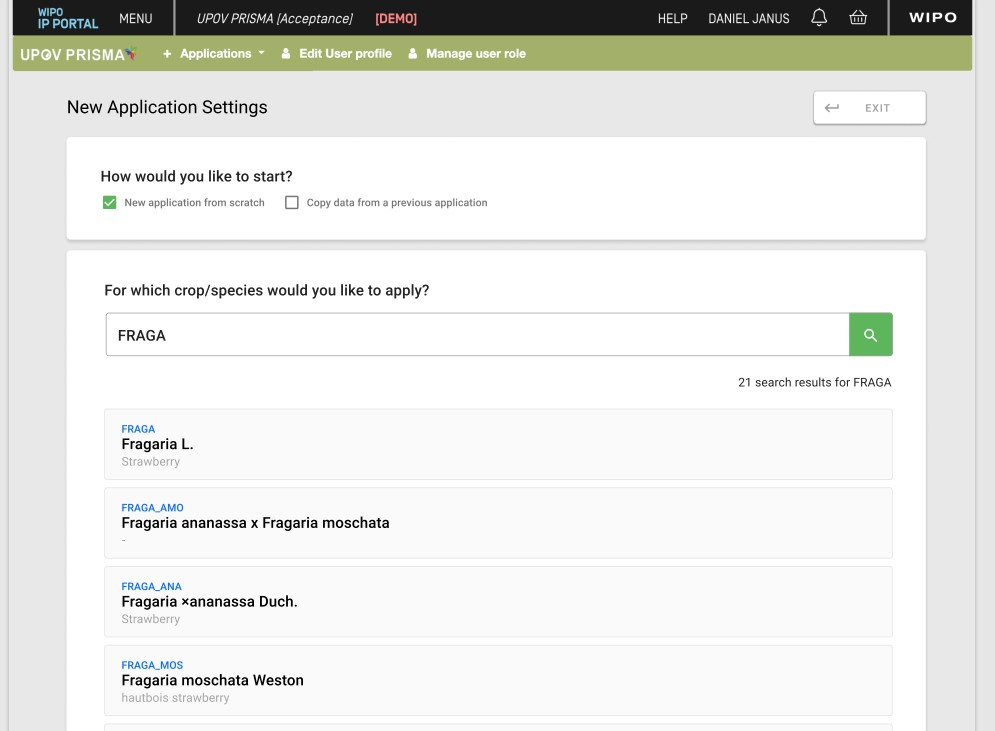 WIPO
IP PORTAL
MENU
UPOV PRISMA [Acceptance]
[DEMO]
HELP
DANIEL JANUS
WIPO
UPOV PRISMA
+ Applications
Edit User profile
Manage user role
New Application Settings
EXIT
How would you like to start?
New application from scratch
Copy data from a previous application
For which crop/species would you like to apply?
FRAGA
21 search results for FRAGA
FRAGA
Fragaria L.
Strawberry
FRAGA_AMO
Fragaria ananassa x Fragaria moschata
-
FRAGA_ANA
Fragaria ×ananassa Duch.
Strawberry
FRAGA_MOS
Fragaria moschata Weston
hautbois strawberry